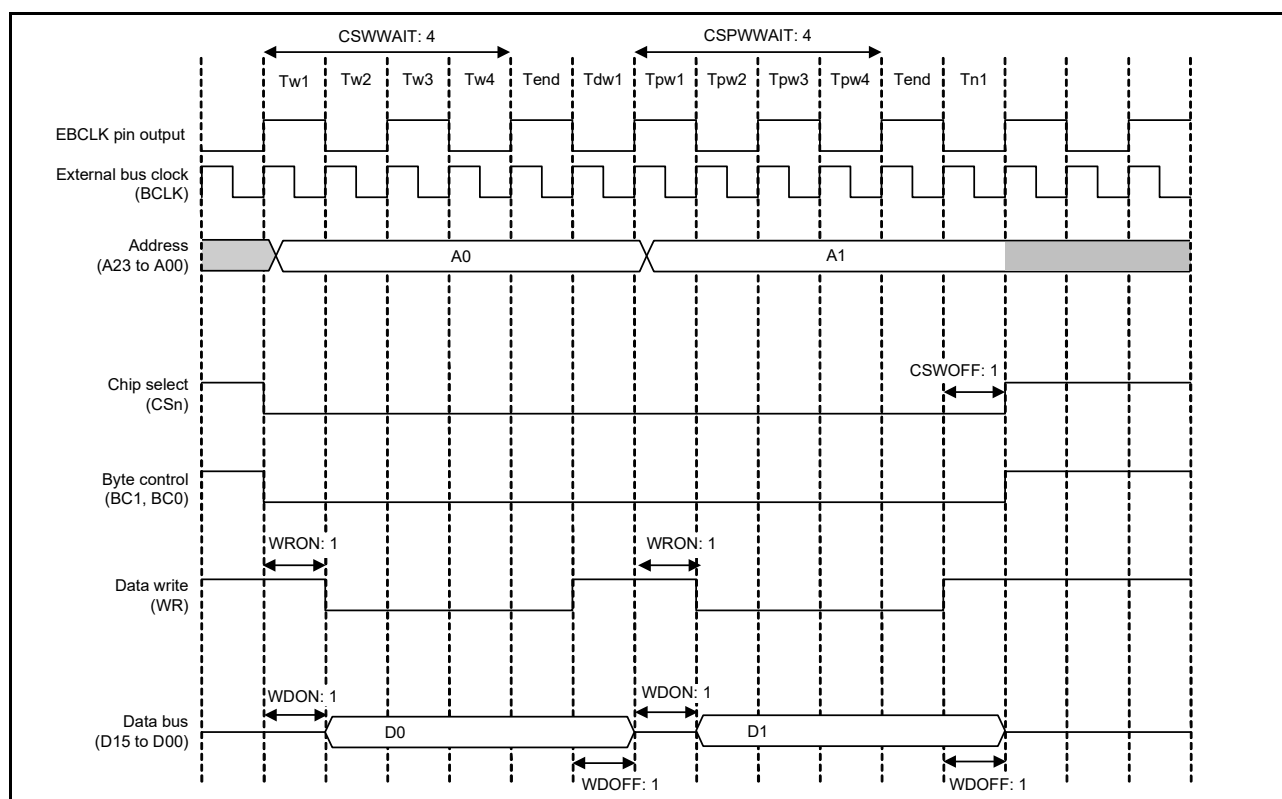 CSWWAIT: 4 CSPWWAIT: 4
Tw1 Tw2 Tw3 Tw4 Tend Tdw1 Tpw1 Tpw2 Tpw3 Tpw4 Tend Tn1
EBCLK pin output
External bus clock
(BCLK)
Address
(A23 to A00)
A0 A1
CSWOFF: 1
Chip select
(CSn)
Byte control
(BC1, BC0)
WRON: 1 WRON: 1
Data write
(WR)
WDON: 1 WDON: 1
Data bus
(D15 to D00)
D0 D1
WDOFF: 1 WDOFF: 1